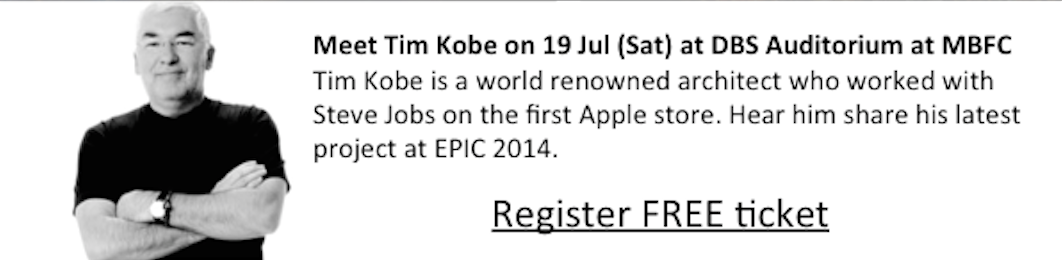 Meet Tim Kobe on 19 Jul (Sat) at DBS Auditorium at MBFC
Tim Kobe is a world renowned architect who worked with
Steve Jobs on the first Apple store. Hear him share his latest
project at EPIC 2014.
Register FREE ticket